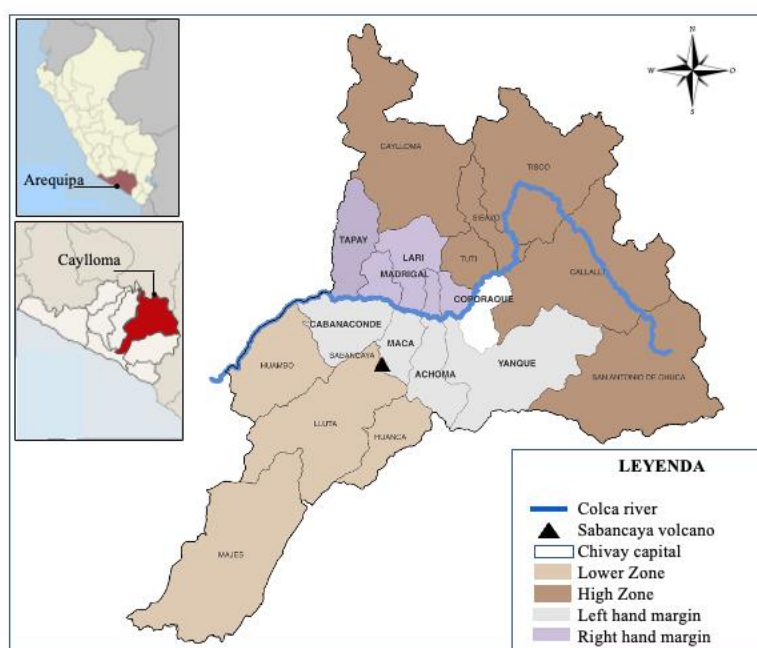 Arequipa
Caylloma
N
W
O
S
CAYLLOMA
TISCO
SIBAYO
TAPAY
LARI
MADRIGAL
TUTI
CALLALLI
COPORAQUE
CABANACONDE
MACA
SABANCAYA
HUAMBO
ACHOMA
YANQUE
SAN ANTONIO DE CHUCA
LLUTA
HUANCA
MAJES
LEYENDA
Colca river
Sabancaya volcano
Chivay capital
Lower Zone
High Zone
Left hand margin
Right hand margin